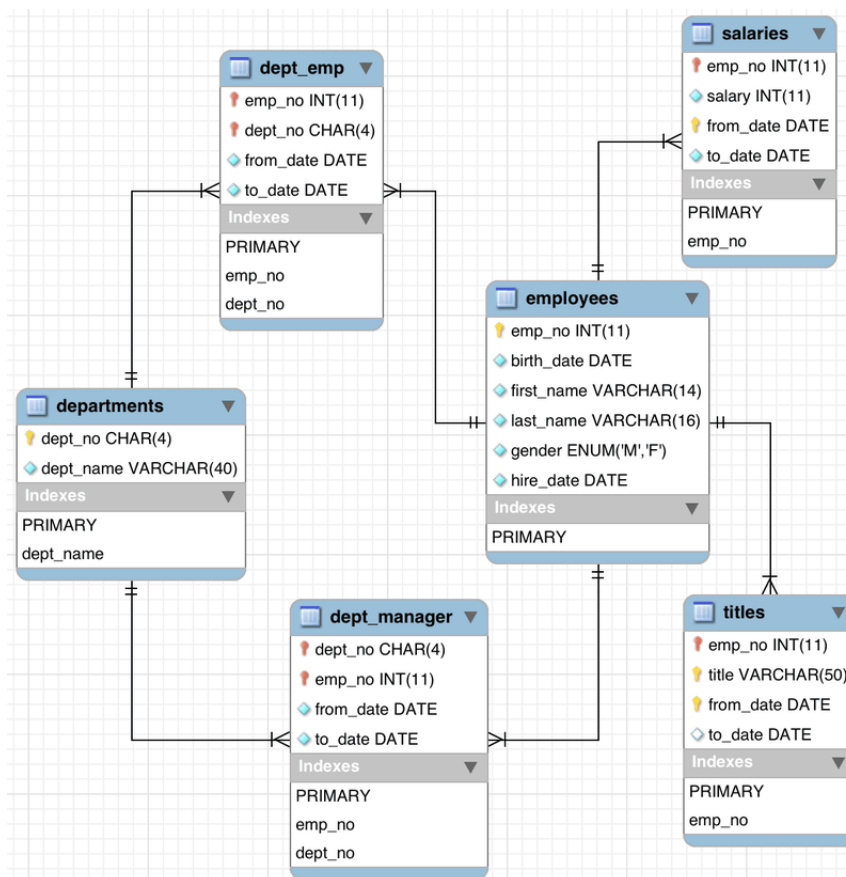 salaries
emp_no INT(11)
salary INT(11)
from_date DATE
to_date DATE
Indexes
PRIMARY
emp_no
dept_emp
emp_no INT(11)
dept_no CHAR(4)
from_date DATE
to_date DATE
Indexes
PRIMARY
emp_no
dept_no
employees
emp_no INT(11)
birth_date DATE
first_name VARCHAR(14)
last_name VARCHAR(16)
gender ENUM('M','F')
hire_date DATE
Indexes
PRIMARY
departments
dept_no CHAR(4)
dept_name VARCHAR(40)
Indexes
PRIMARY
dept_name
dept_manager
dept_no CHAR(4)
emp_no INT(11)
from_date DATE
to_date DATE
Indexes
PRIMARY
emp_no
dept_no
titles
emp_no INT(11)
title VARCHAR(50)
from_date DATE
to_date DATE
Indexes
PRIMARY
emp_no